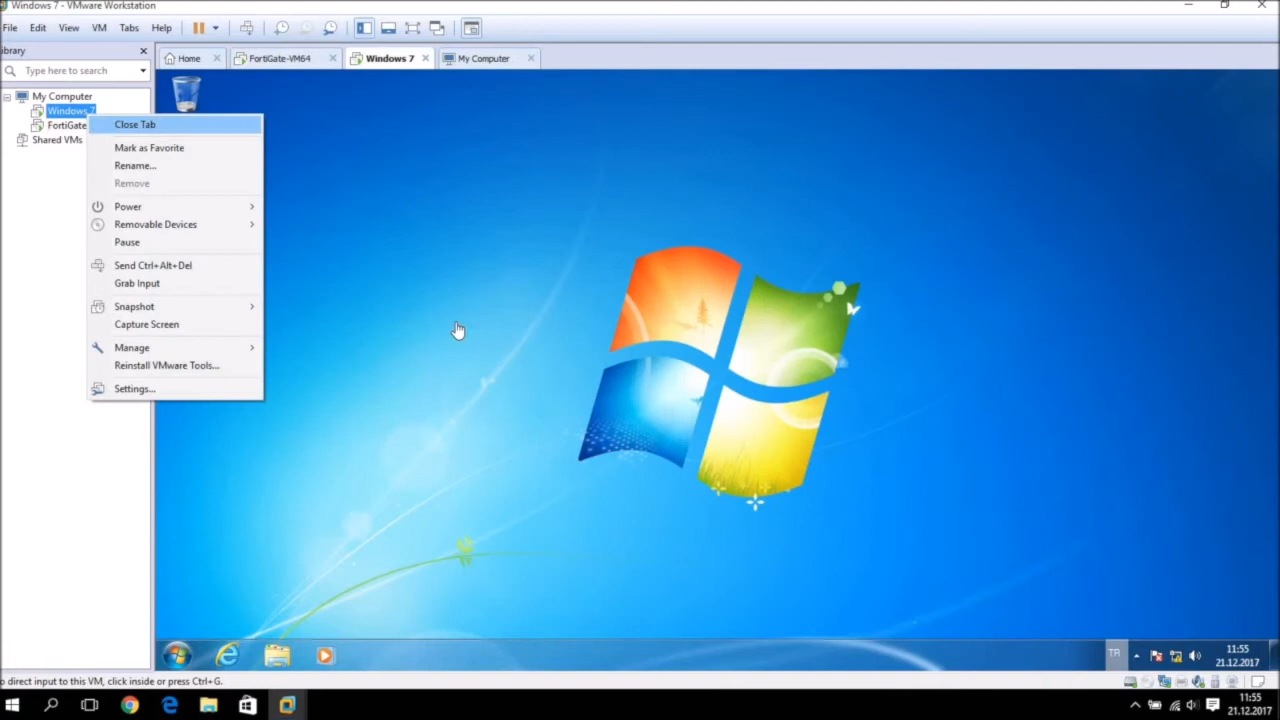 Windows 7 - VMware Workstation
File Edit View VM Tabs Help
ibrary
Type here to search
Home FortiGate-VM64 Windows 7 My Computer
My Computer
Windows 7
FortiGate
Shared VMs
Close Tab
Mark as Favorite
Rename...
Remove
Power
Removable Devices
Pause
Send Ctrl+Alt+Del
Grab Input
Snapshot
Capture Screen
Manage
Reinstall VMware Tools...
Settings...
TR
11:55
21.12.2017
o direct input to this VM, click inside or press Ctrl+G.
11:55
21.12.2017